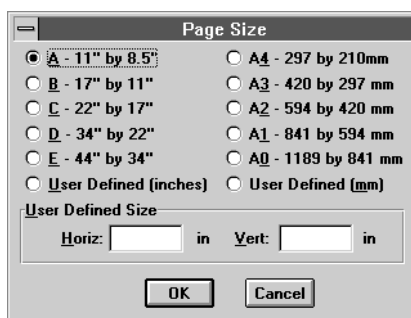 Page Size
A - 11" by 8.5"
B - 17" by 11"
C - 22" by 17"
D - 34" by 22"
E - 44" by 34"
User Defined (inches)
A4 - 297 by 210mm
A3 - 420 by 297 mm
A2 - 594 by 420 mm
A1 - 841 by 594 mm
A0 - 1189 by 841 mm
User Defined (mm)
User Defined Size
Horiz: in Vert: in
OK Cancel